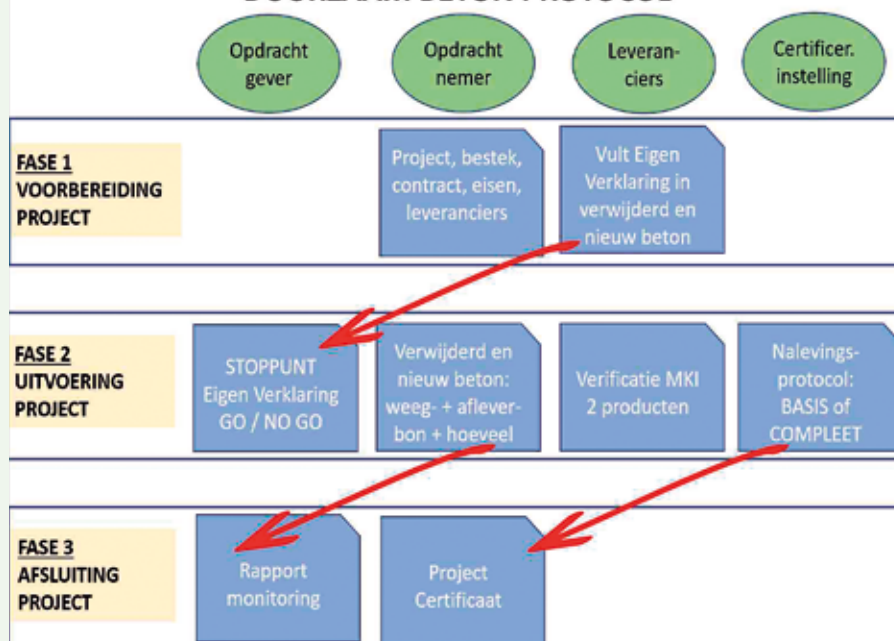 Opdracht
gever
Opdracht
nemer
Leveran-
ciers
Certificer.
instelling
FASE 1
VOORBEREIDING
PROJECT
Project, bestek,
contract, eisen,
leveranciers
Vult Eigen
Verklaring in
verwijderd en
nieuw beton
FASE 2
UITVOERING
PROJECT
STOPPUNT
Eigen Verklaring
GO / NO GO
Verwijderd en
nieuw beton:
weeg- + aflever-
bon + hoeveel
Verificatie MKI
2 producten
Nalevings-
protocol:
BASIS of
COMPLEET
FASE 3
AFSLUITING
PROJECT
Rapport
monitoring
Project
Certificaat